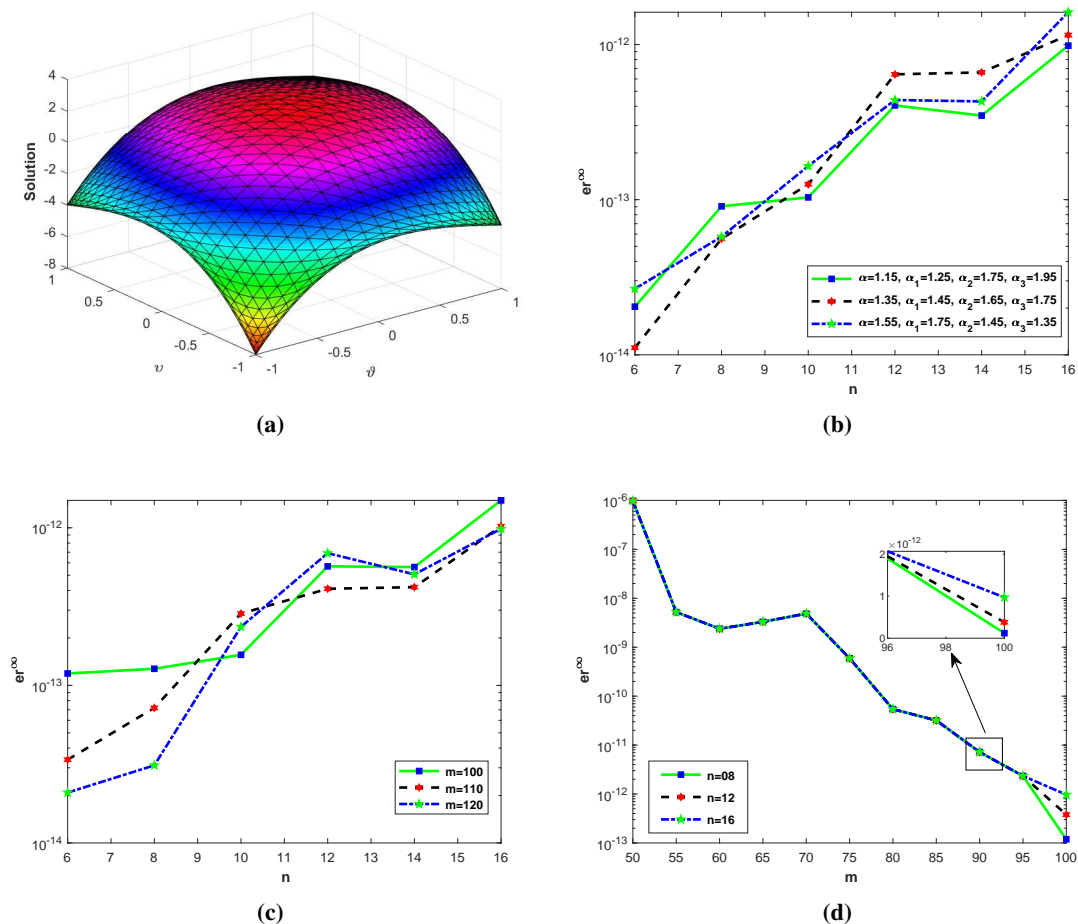 4
2
0
-2
-4
-6
-8
Solution
1
0.5
0
-0.5
-1
υ
-1
-0.5
0
0.5
1
ϑ
(a)
10⁻¹²
10⁻¹³
10⁻¹⁴
er^∞
α=1.15, α₁=1.25, α₂=1.75, α₃=1.95
α=1.35, α₁=1.45, α₂=1.65, α₃=1.75
α=1.55, α₁=1.75, α₂=1.45, α₃=1.35
6 7 8 9 10 11 12 13 14 15 16
n
(b)
10⁻¹²
10⁻¹³
10⁻¹⁴
er^∞
m=100
m=110
m=120
6 7 8 9 10 11 12 13 14 15 16
n
(c)
10⁻⁶
10⁻⁷
10⁻⁸
10⁻⁹
10⁻¹⁰
10⁻¹¹
10⁻¹²
10⁻¹³
er^∞
×10⁻¹²
2
1
0
96 98 100
n=08
n=12
n=16
50 55 60 65 70 75 80 85 90 95 100
m
(d)